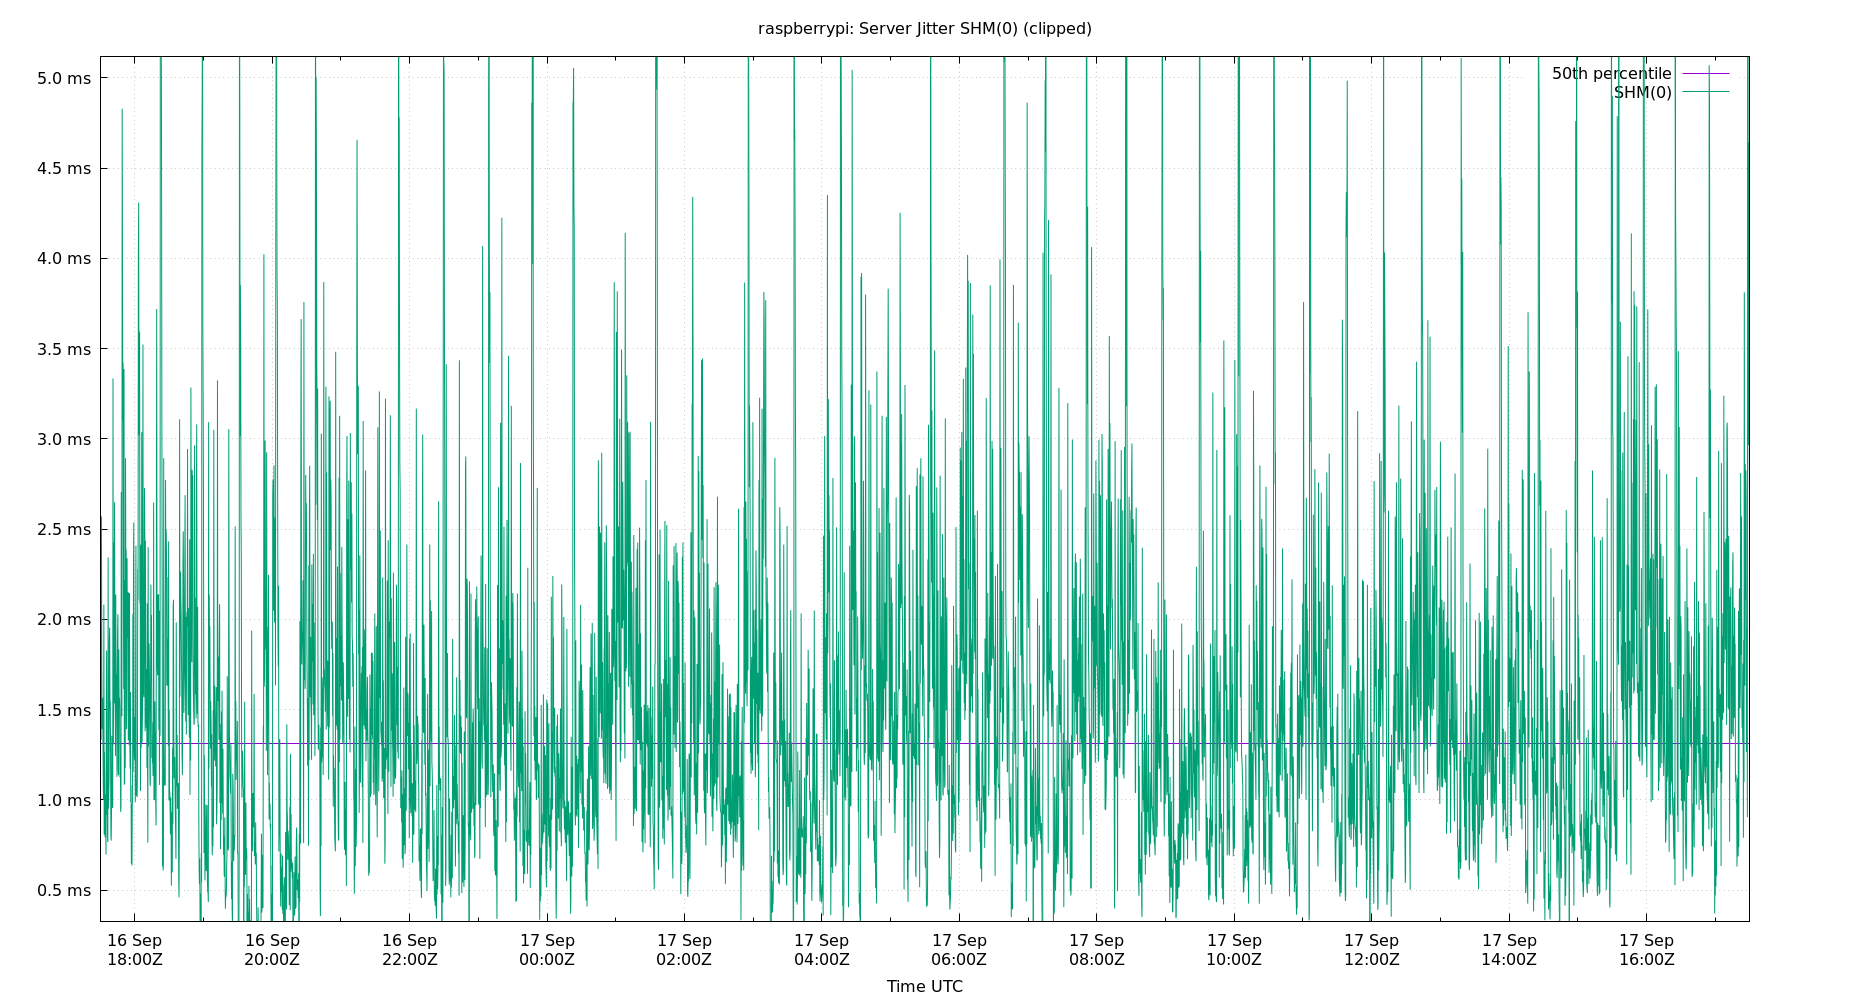 raspberrypi: Server Jitter SHM(0) (clipped)
50th percentile
SHM(0)
5.0 ms
4.5 ms
4.0 ms
3.5 ms
3.0 ms
2.5 ms
2.0 ms
1.5 ms
1.0 ms
0.5 ms
16 Sep 16 Sep 16 Sep 17 Sep 17 Sep 17 Sep 17 Sep 17 Sep 17 Sep 17 Sep 17 Sep 17 Sep
18:00Z 20:00Z 22:00Z 00:00Z 02:00Z 04:00Z 06:00Z 08:00Z 10:00Z 12:00Z 14:00Z 16:00Z
Time UTC